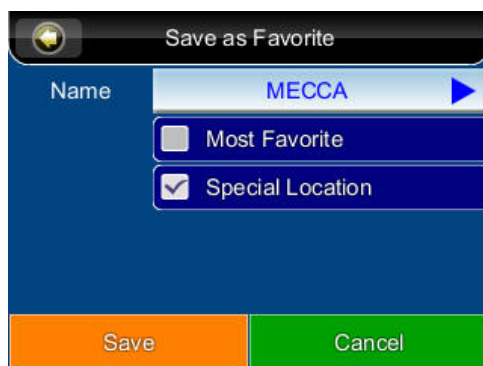 Save as Favorite
Name MECCA
Most Favorite
Special Location
Save Cancel